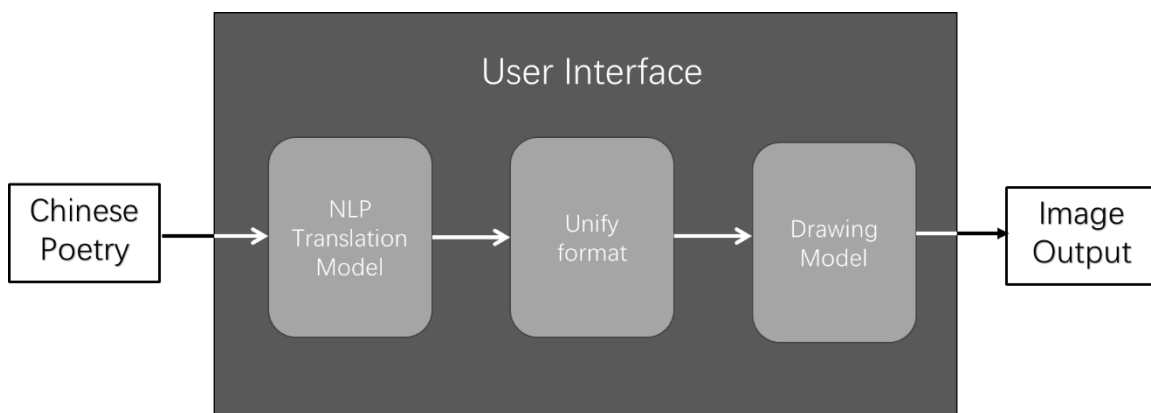 User Interface
Chinese
Poetry
NLP
Translation
Model
Unify
format
Drawing
Model
Image
Output